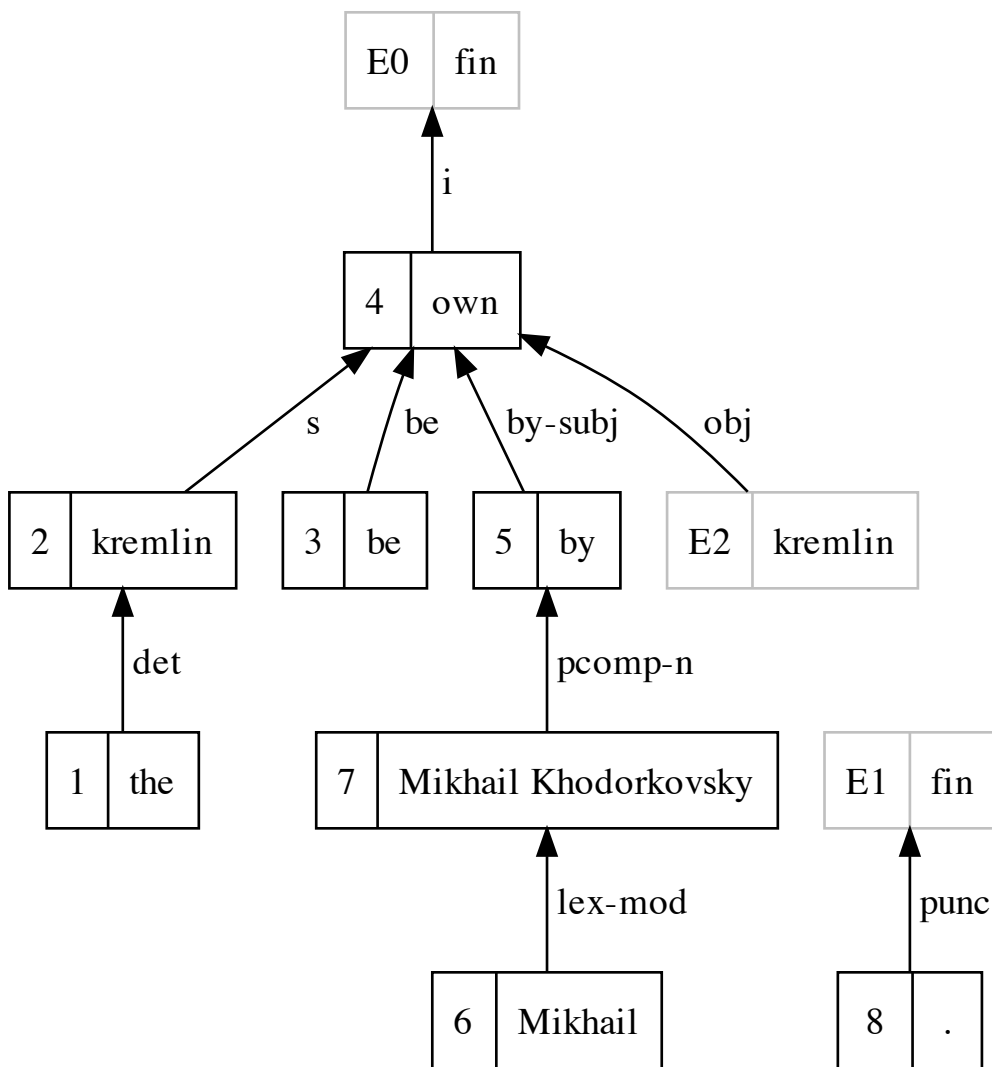 E0 fin
i
4 own
s be by-subj obj
2 kremlin 3 be 5 by E2 kremlin
det pcomp-n
1 the 7 Mikhail Khodorkovsky E1 fin
lex-mod punc
6 Mikhail 8 .